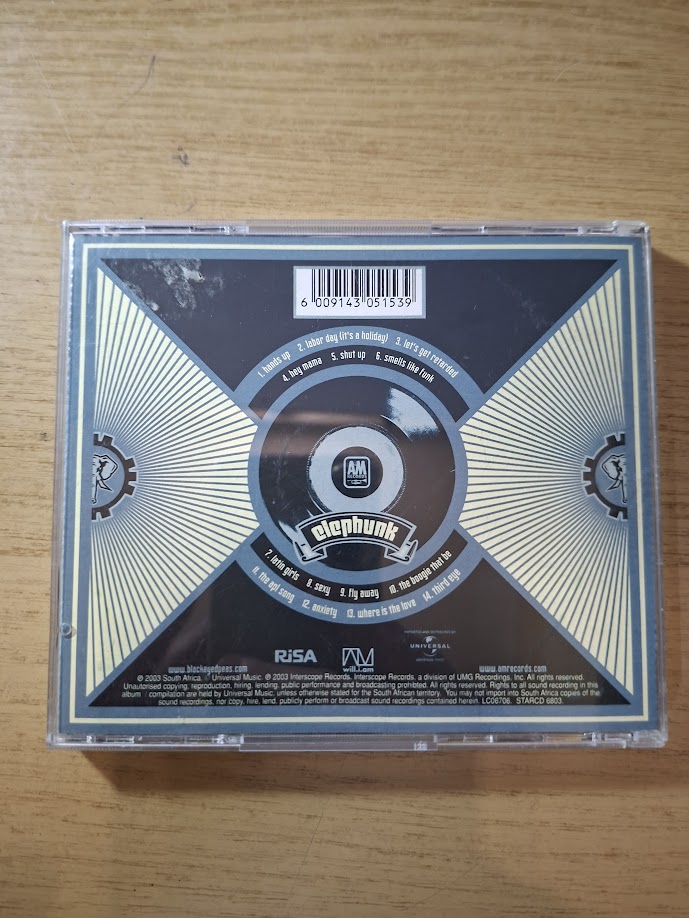 6 009143 051539
1. hands up 2. labor day (it's a holiday) 3. let's get retarded
4. hey mama 5. shut up 6. smells like funk
A&M
RECORDS
elephunk
7. latin girls 8. sexy 9. fly away 10. the boogie that be
11. the apl song 12. anxiety 13. where is the love 14. third eye
IMPORTED AND DISTRIBUTED BY
UNIVERSAL
RiSA
will.i.am
www.blackeyedpeas.com
www.amrecords.com
℗ 2003 South Africa. Universal Music. ℗ 2003 Interscope Records. Interscope Records, a division of UMG Recordings, Inc. All rights reserved.
Unauthorised copying, reproduction, hiring, lending, public performance and broadcasting prohibited. All rights reserved. Rights to all sound recording in this
album compilation are held by Universal Music, unless otherwise stated for the South African territory. You may not import into South Africa copies of the
sound recordings, nor copy, hire, lend, publicly perform or broadcast sound recordings contained herein. LC06706. STARCD 6803.